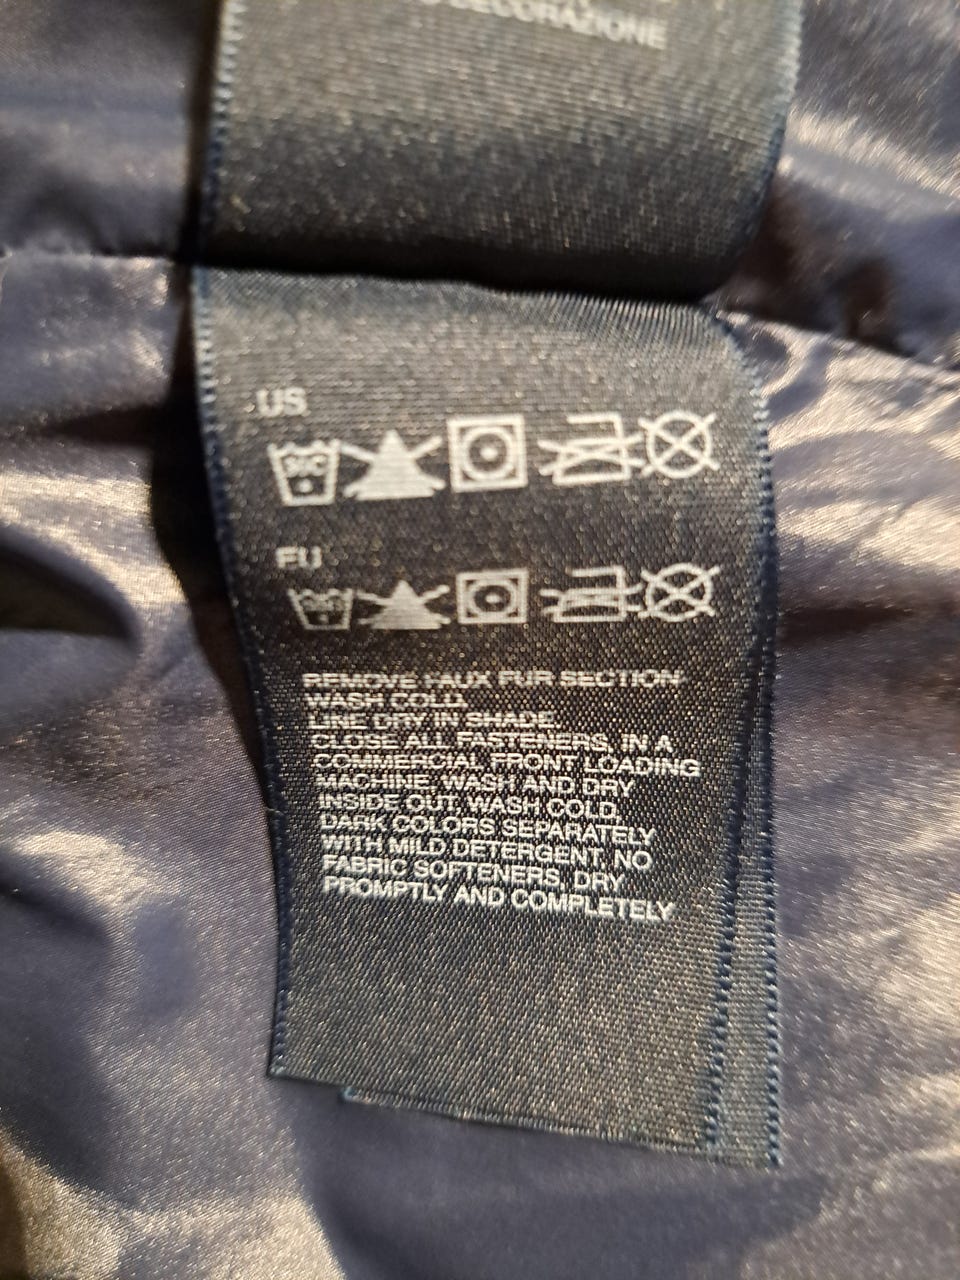 DECORAZIONE
US
30C
EU
REMOVE FAUX FUR SECTION
WASH COLD,
LINE DRY IN SHADE
CLOSE ALL FASTENERS, IN A
COMMERCIAL, FRONT LOADING
MACHINE, WASH AND DRY
INSIDE OUT, WASH COLD,
DARK COLORS SEPARATELY
WITH MILD DETERGENT, NO
FABRIC SOFTENERS, DRY
PROMPTLY AND COMPLETELY